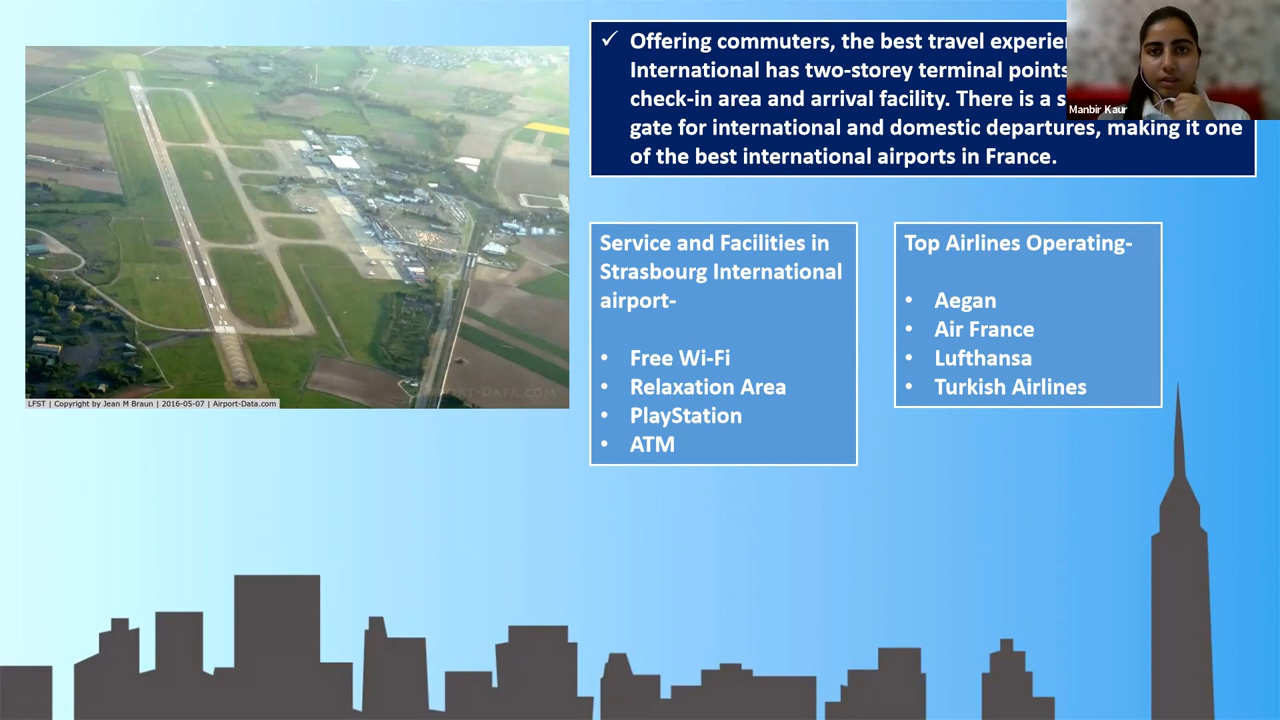 ✓ Offering commuters, the best travel
International has two-storey terminal points
check-in area and arrival facility. There is a
gate for international and domestic departures, making it one
of the best international airports in France.
Manbir Kaur
Service and Facilities in
Strasbourg International
airport-
• Free Wi-Fi
• Relaxation Area
• PlayStation
• ATM
Top Airlines Operating-
• Aegan
• Air France
• Lufthansa
• Turkish Airlines
LFST | Copyright by Jean M Braun | 2016-05-07 | Airport-Data.com